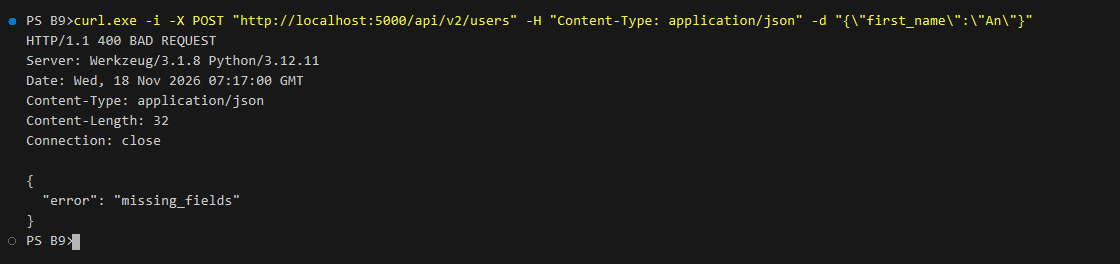 PS B9>curl.exe -i -X POST "http://localhost:5000/api/v2/users" -H "Content-Type: application/json" -d "{\"first_name\":\"An\"}"
HTTP/1.1 400 BAD REQUEST
Server: Werkzeug/3.1.8 Python/3.12.11
Date: Wed, 18 Nov 2026 07:17:00 GMT
Content-Type: application/json
Content-Length: 32
Connection: close

{
  "error": "missing_fields"
}
PS B9>